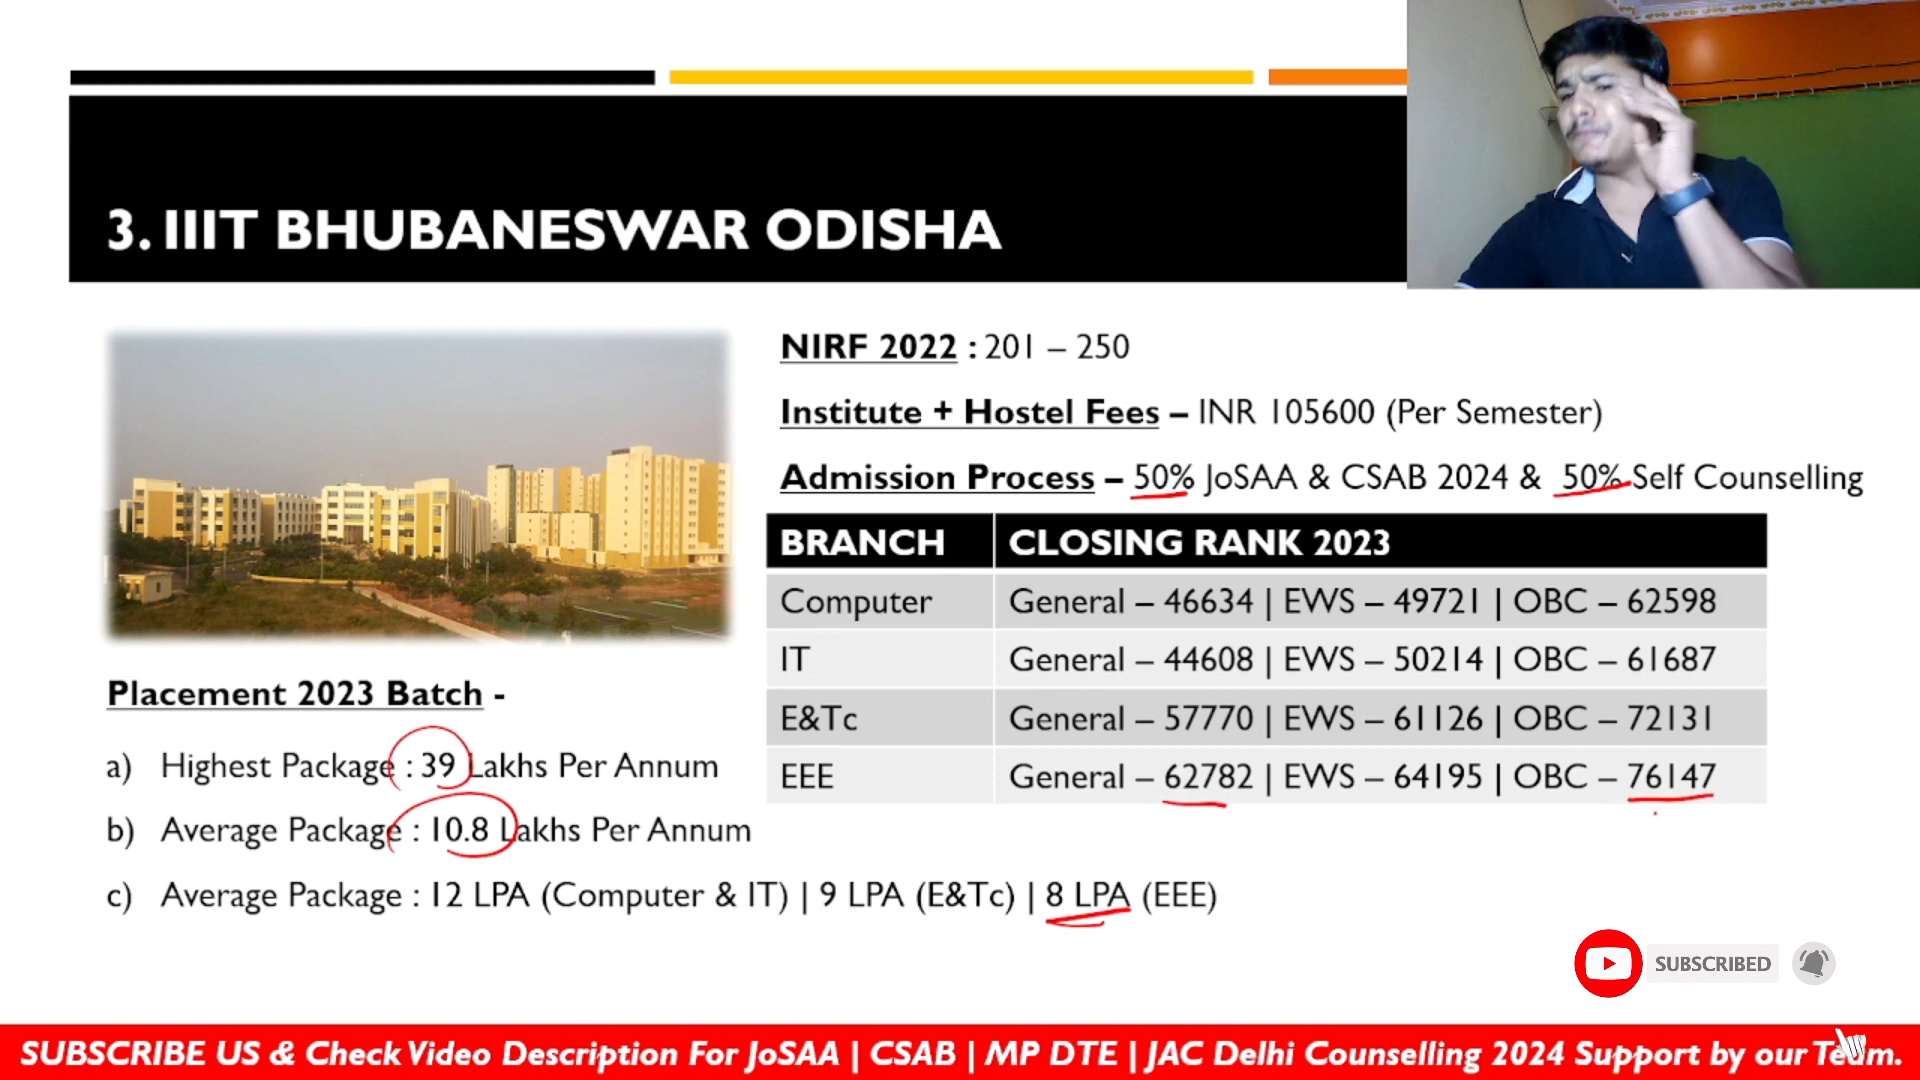 3. IIIT BHUBANESWAR ODISHA
NIRF 2022 : 201 – 250
Institute + Hostel Fees – INR 105600 (Per Semester)
Admission Process – 50% JoSAA & CSAB 2024 & 50% Self Counselling
BRANCH CLOSING RANK 2023
Computer General – 46634 | EWS – 49721 | OBC – 62598
IT General – 44608 | EWS – 50214 | OBC – 61687
E&Tc General – 57770 | EWS – 61126 | OBC – 72131
EEE General – 62782 | EWS – 64195 | OBC – 76147
Placement 2023 Batch -
a) Highest Package : 39 Lakhs Per Annum
b) Average Package : 10.8 Lakhs Per Annum
c) Average Package : 12 LPA (Computer & IT) | 9 LPA (E&Tc) | 8 LPA (EEE)
SUBSCRIBED
SUBSCRIBE US & Check Video Description For JoSAA | CSAB | MP DTE | JAC Delhi Counselling 2024 Support by our Team.